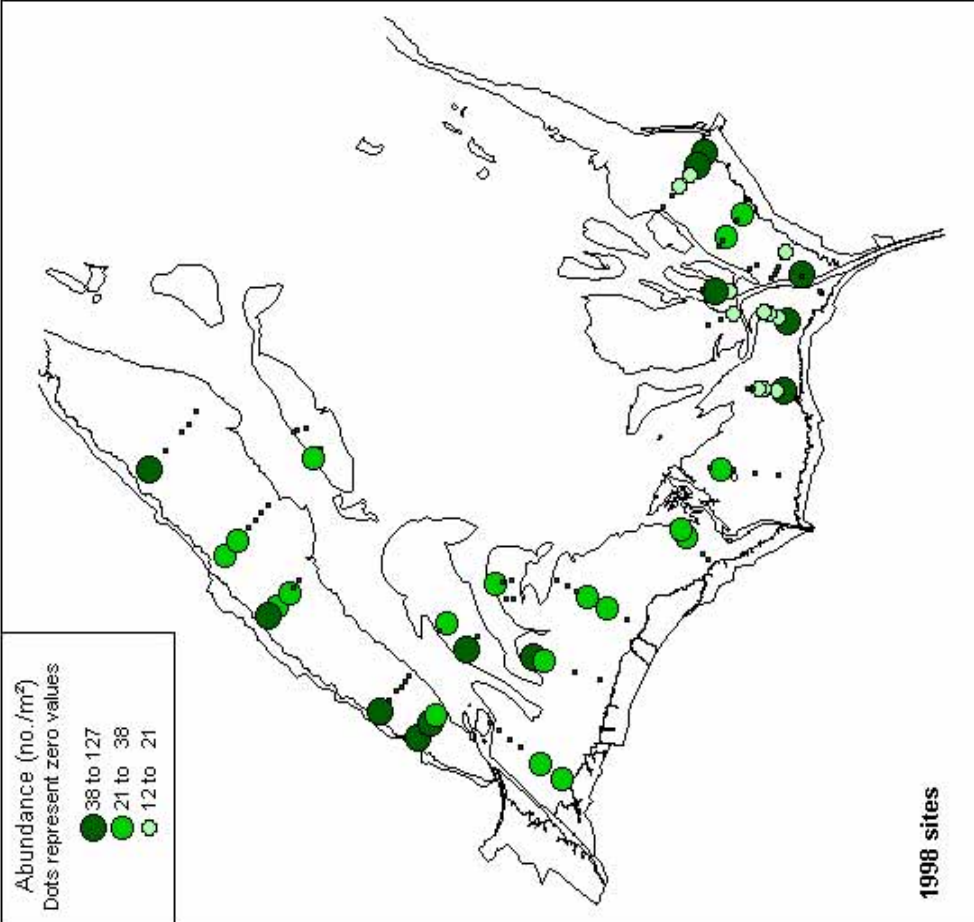 Abundance (no./m²)
Dots represent zero values
38 to 127
21 to 38
12 to 21
1998 sites